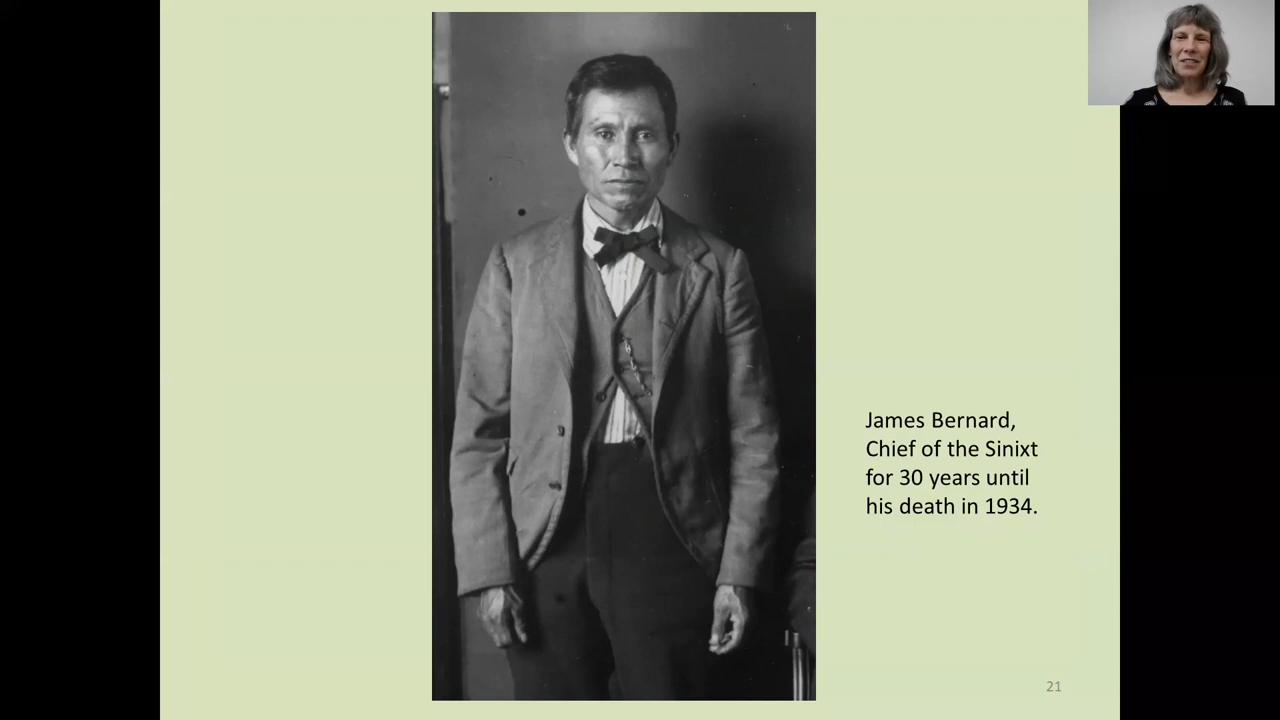 James Bernard,
Chief of the Sinixt
for 30 years until
his death in 1934.
21